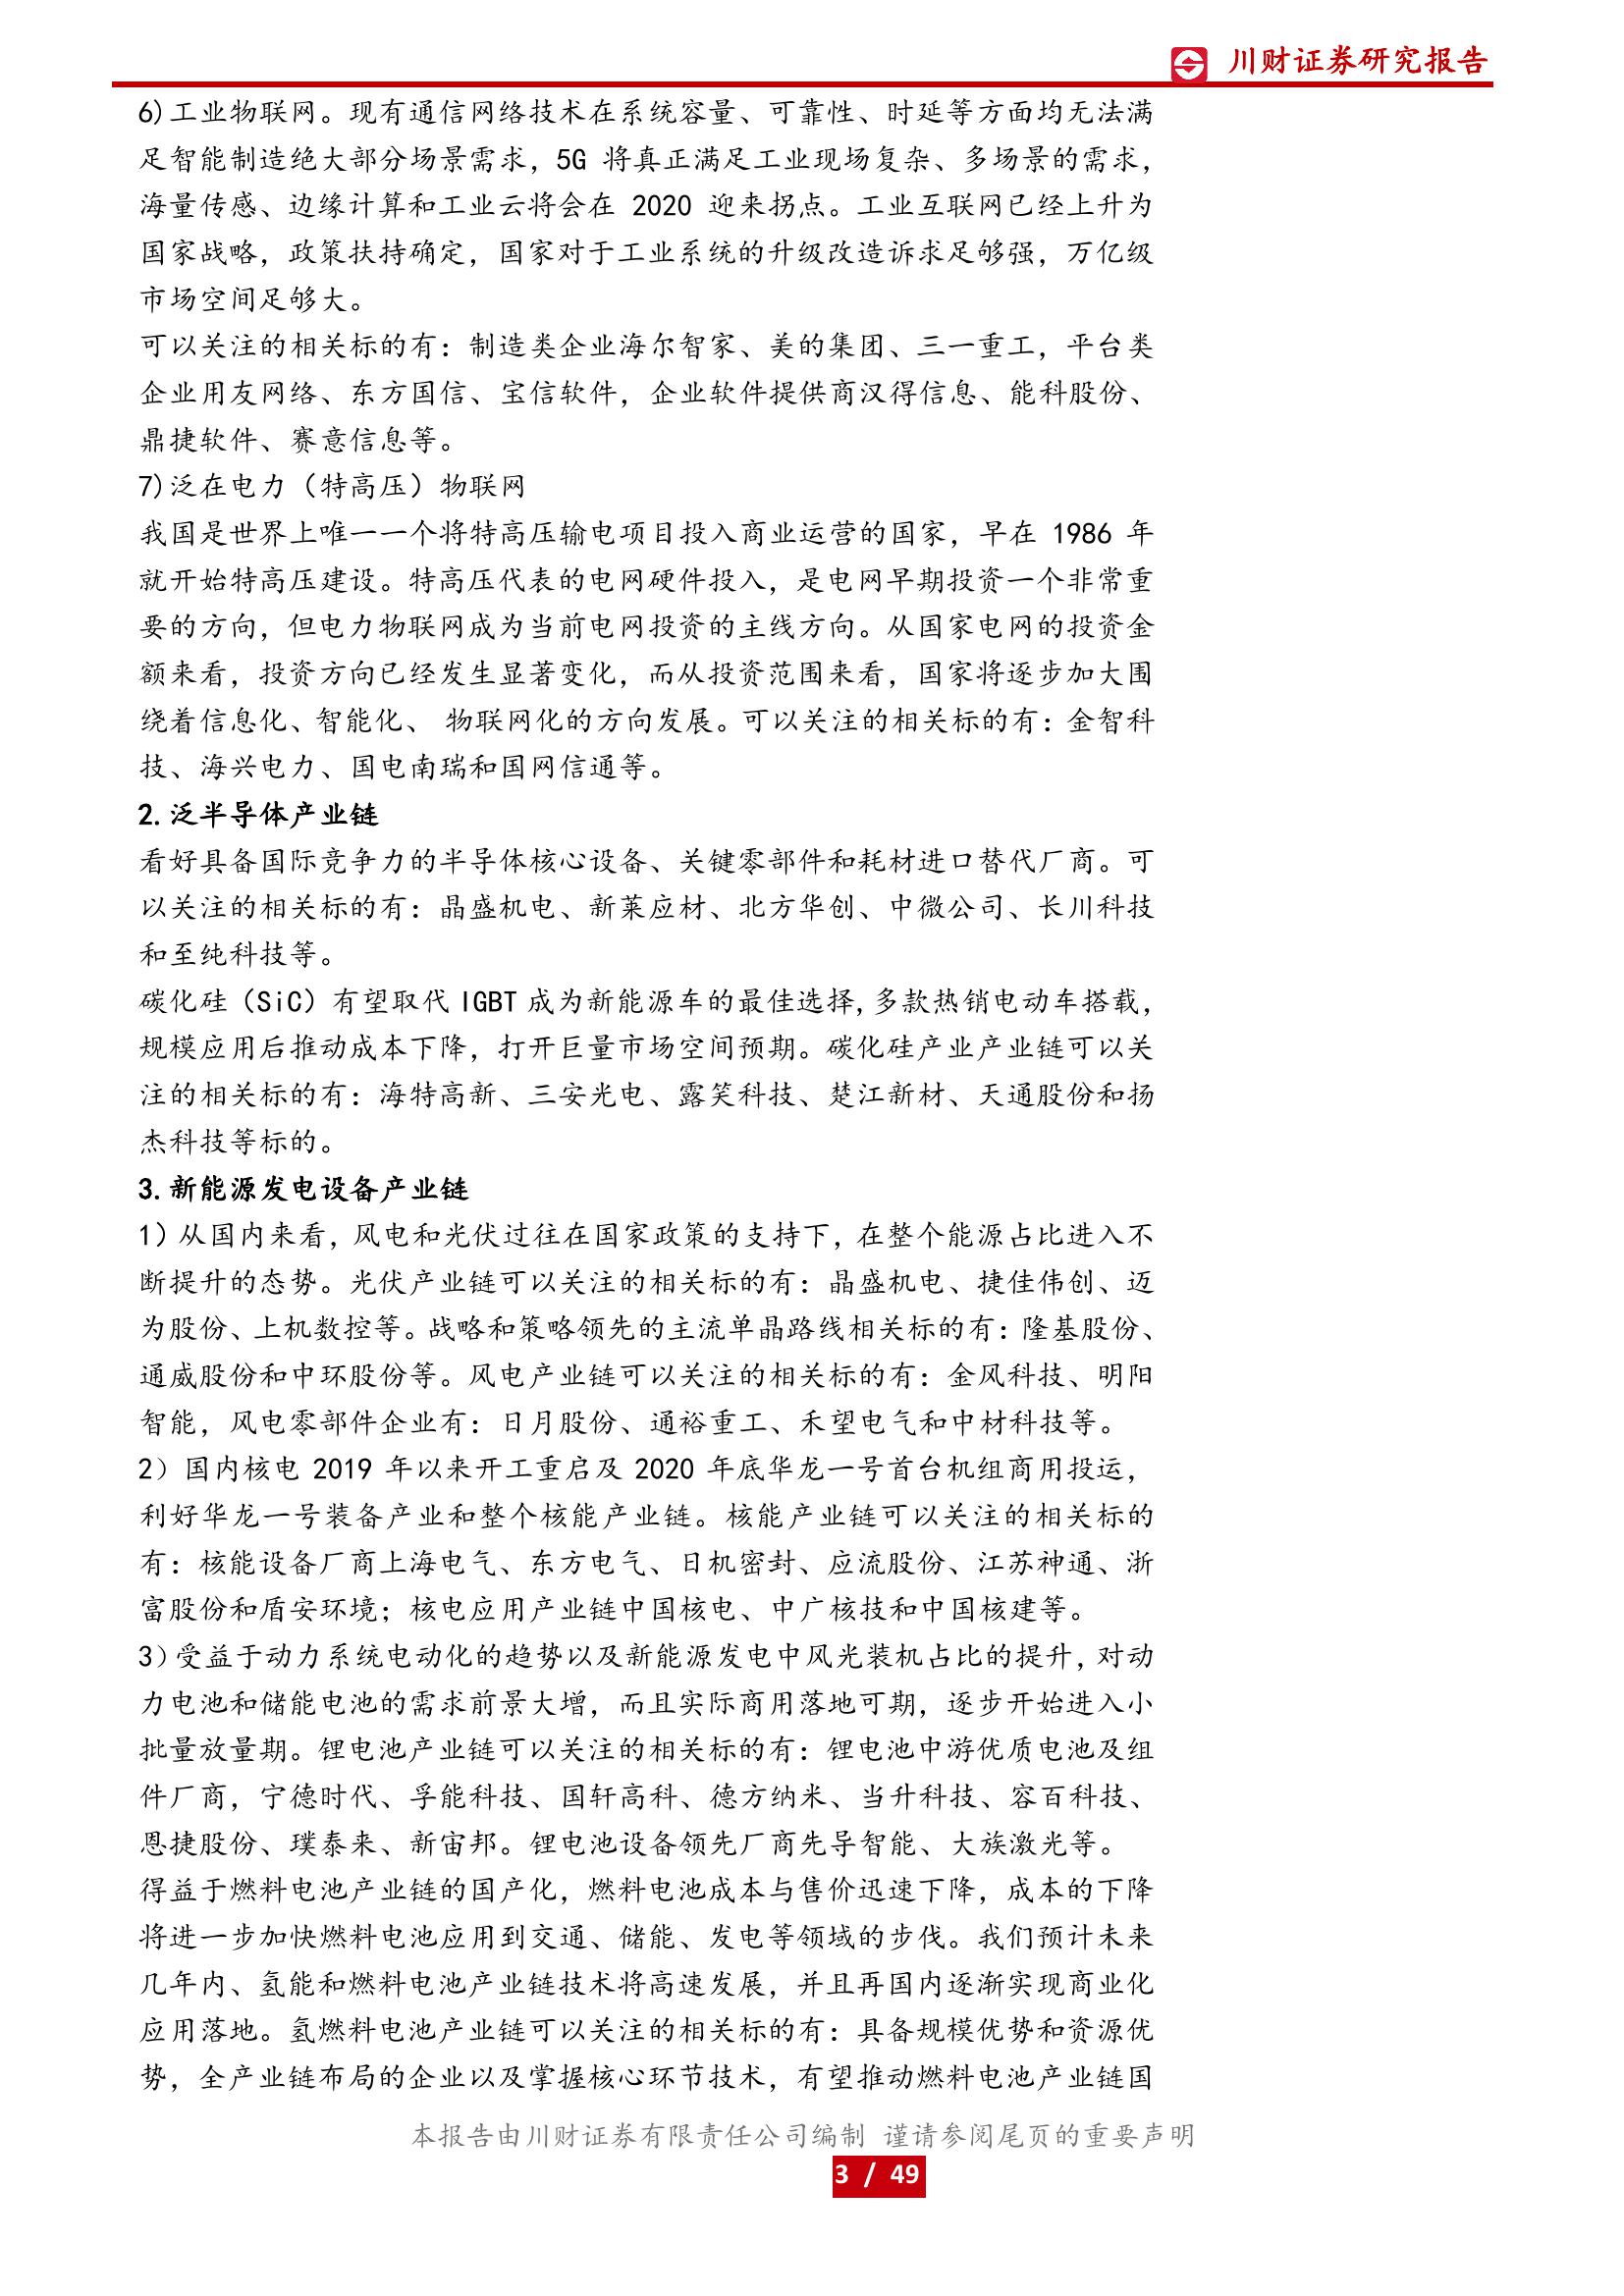 川财证券研究报告
6)工业物联网。现有通信网络技术在系统容量、可靠性、时延等方面均无法满
足智能制造绝大部分场景需求，5G 将真正满足工业现场复杂、多场景的需求，
海量传感、边缘计算和工业云将会在 2020 迎来拐点。工业互联网已经上升为
国家战略，政策扶持确定，国家对于工业系统的升级改造诉求足够强，万亿级
市场空间足够大。
可以关注的相关标的有：制造类企业海尔智家、美的集团、三一重工，平台类
企业用友网络、东方国信、宝信软件，企业软件提供商汉得信息、能科股份、
鼎捷软件、赛意信息等。
7)泛在电力（特高压）物联网
我国是世界上唯一一个将特高压输电项目投入商业运营的国家，早在 1986 年
就开始特高压建设。特高压代表的电网硬件投入，是电网早期投资一个非常重
要的方向，但电力物联网成为当前电网投资的主线方向。从国家电网的投资金
额来看，投资方向已经发生显著变化，而从投资范围来看，国家将逐步加大围
绕着信息化、智能化、 物联网化的方向发展。可以关注的相关标的有：金智科
技、海兴电力、国电南瑞和国网信通等。
2.泛半导体产业链
看好具备国际竞争力的半导体核心设备、关键零部件和耗材进口替代厂商。可
以关注的相关标的有：晶盛机电、新莱应材、北方华创、中微公司、长川科技
和至纯科技等。
碳化硅（SiC）有望取代 IGBT 成为新能源车的最佳选择,多款热销电动车搭载，
规模应用后推动成本下降，打开巨量市场空间预期。碳化硅产业产业链可以关
注的相关标的有：海特高新、三安光电、露笑科技、楚江新材、天通股份和扬
杰科技等标的。
3.新能源发电设备产业链
1）从国内来看，风电和光伏过往在国家政策的支持下，在整个能源占比进入不
断提升的态势。光伏产业链可以关注的相关标的有：晶盛机电、捷佳伟创、迈
为股份、上机数控等。战略和策略领先的主流单晶路线相关标的有：隆基股份、
通威股份和中环股份等。风电产业链可以关注的相关标的有：金风科技、明阳
智能，风电零部件企业有：日月股份、通裕重工、禾望电气和中材科技等。
2）国内核电 2019 年以来开工重启及 2020 年底华龙一号首台机组商用投运，
利好华龙一号装备产业和整个核能产业链。核能产业链可以关注的相关标的
有：核能设备厂商上海电气、东方电气、日机密封、应流股份、江苏神通、浙
富股份和盾安环境；核电应用产业链中国核电、中广核技和中国核建等。
3）受益于动力系统电动化的趋势以及新能源发电中风光装机占比的提升，对动
力电池和储能电池的需求前景大增，而且实际商用落地可期，逐步开始进入小
批量放量期。锂电池产业链可以关注的相关标的有：锂电池中游优质电池及组
件厂商，宁德时代、孚能科技、国轩高科、德方纳米、当升科技、容百科技、
恩捷股份、璞泰来、新宙邦。锂电池设备领先厂商先导智能、大族激光等。
得益于燃料电池产业链的国产化，燃料电池成本与售价迅速下降，成本的下降
将进一步加快燃料电池应用到交通、储能、发电等领域的步伐。我们预计未来
几年内、氢能和燃料电池产业链技术将高速发展，并且再国内逐渐实现商业化
应用落地。氢燃料电池产业链可以关注的相关标的有：具备规模优势和资源优
势，全产业链布局的企业以及掌握核心环节技术，有望推动燃料电池产业链国
本报告由川财证券有限责任公司编制 谨请参阅尾页的重要声明
3 / 49